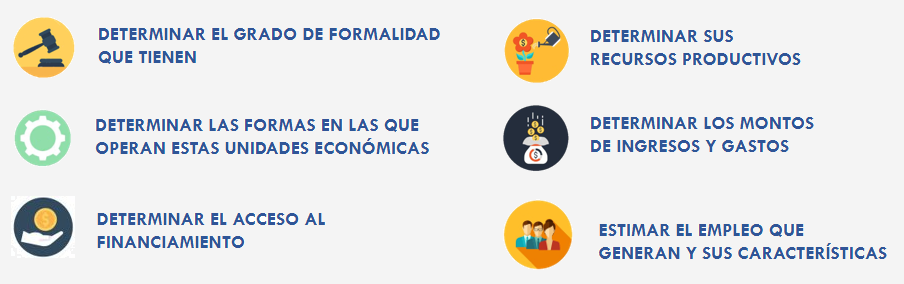 DETERMINAR EL GRADO DE FORMALIDAD
QUE TIENEN
DETERMINAR LAS FORMAS EN LAS QUE
OPERAN ESTAS UNIDADES ECONÓMICAS
DETERMINAR EL ACCESO AL
FINANCIAMIENTO
DETERMINAR SUS
RECURSOS PRODUCTIVOS
DETERMINAR LOS MONTOS
DE INGRESOS Y GASTOS
ESTIMAR EL EMPLEO QUE
GENERAN Y SUS CARACTERÍSTICAS